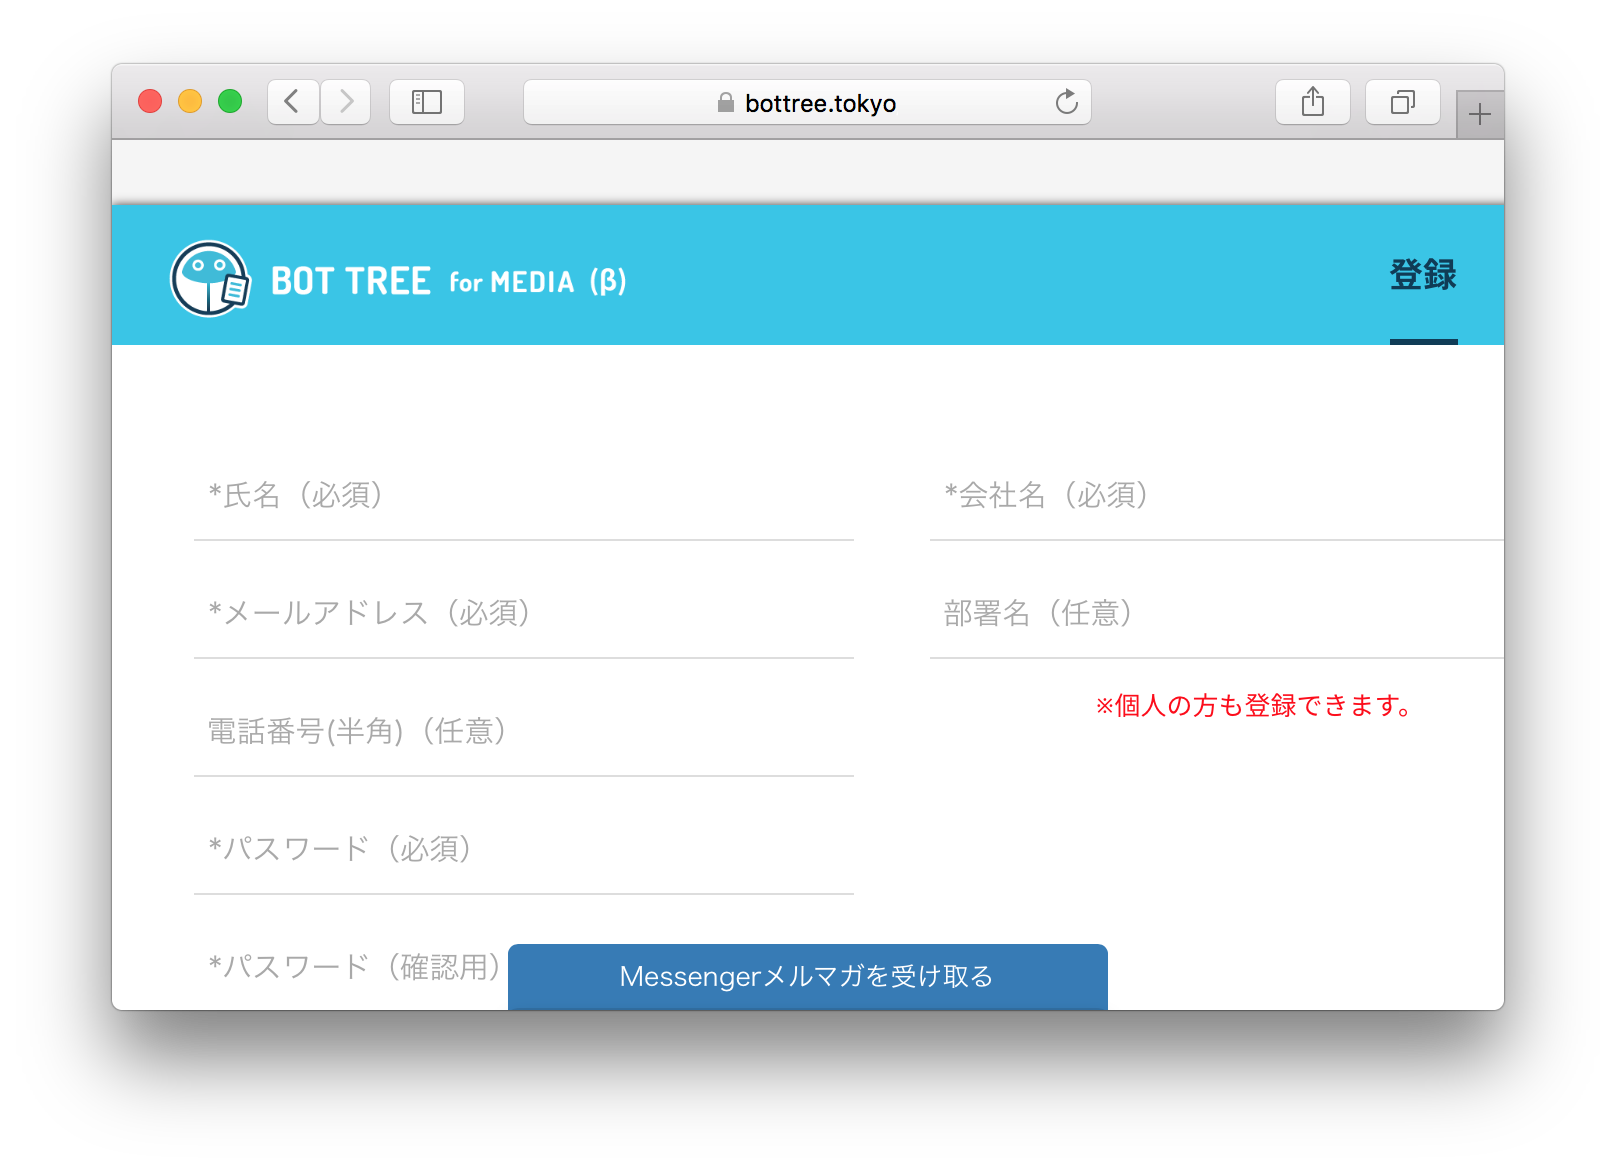 bottree.tokyo
BOT TREE for MEDIA (β)
登録
*氏名（必須）
*会社名（必須）
*メールアドレス（必須）
部署名（任意）
※個人の方も登録できます。
電話番号(半角)（任意）
*パスワード（必須）
*パスワード（確認用）
Messengerメルマガを受け取る